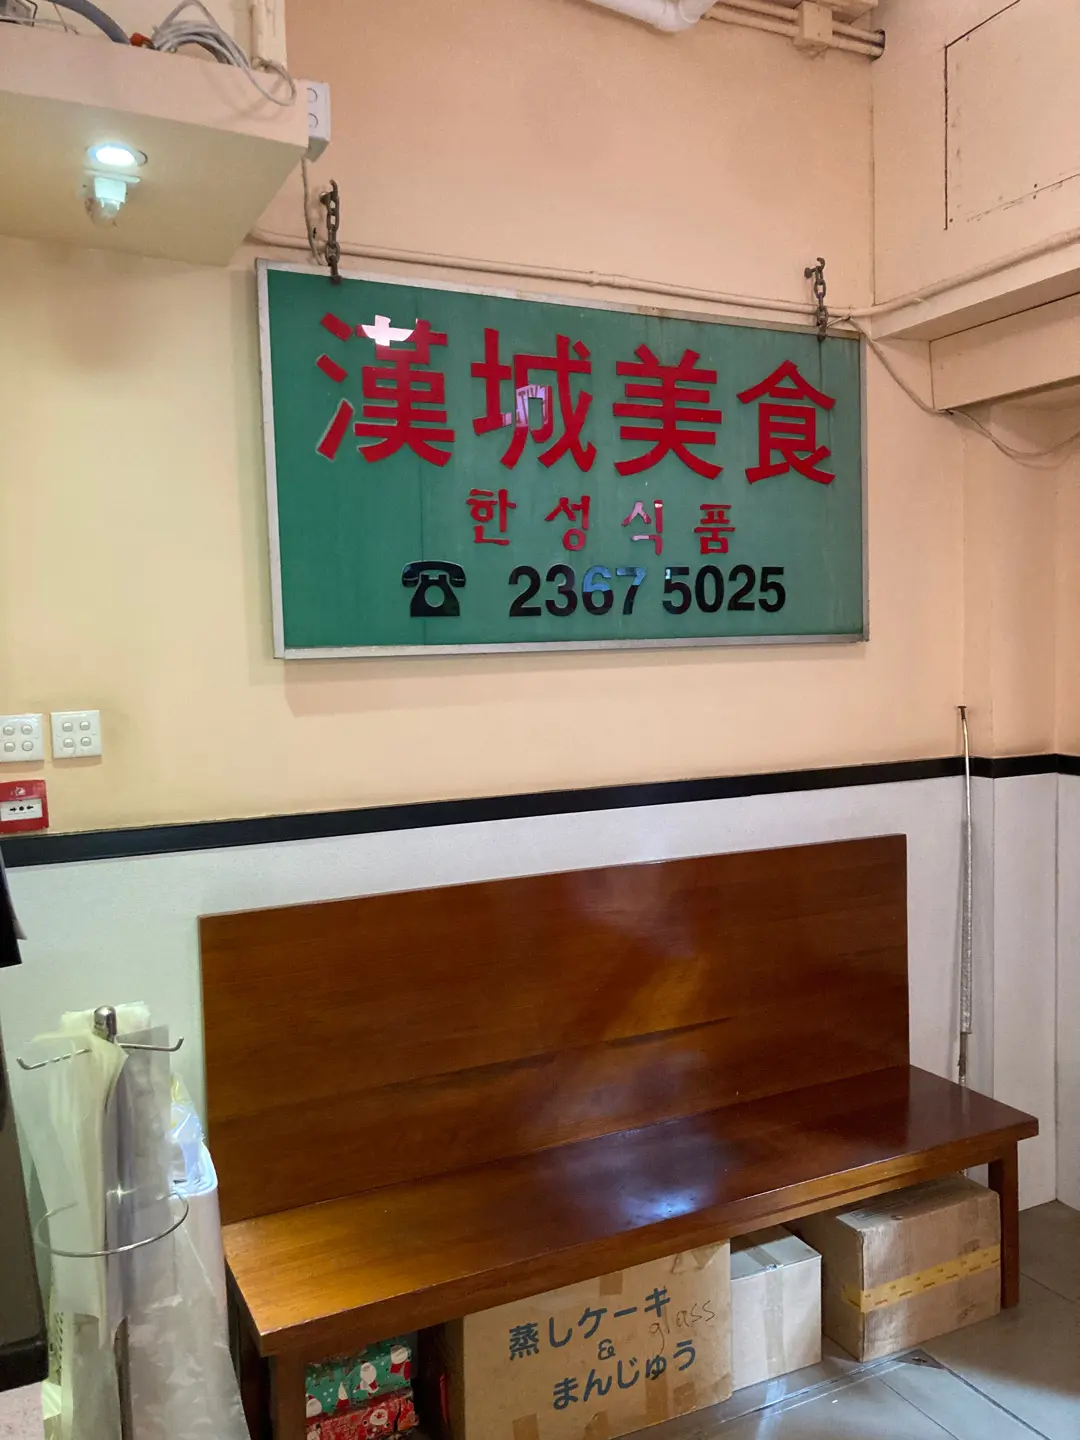 漢城美食
한성식품
☎ 2367 5025
蒸しケーキ
glass
&
まんじゅう